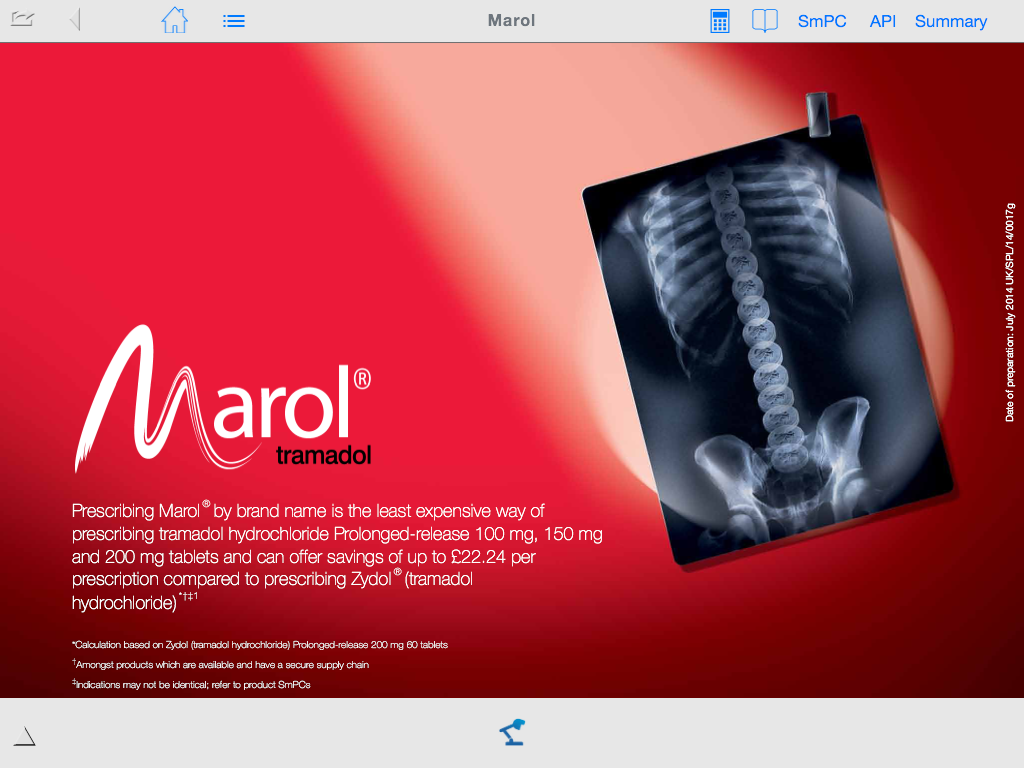 Marol
SmPC
API
Summary
Date of preparation: July 2014 UK/SPL/14/0017g
Marol®
tramadol
Prescribing Marol® by brand name is the least expensive way of
prescribing tramadol hydrochloride Prolonged-release 100 mg, 150 mg
and 200 mg tablets and can offer savings of up to £22.24 per
prescription compared to prescribing Zydol® (tramadol
hydrochloride)*†‡1
*Calculation based on Zydol (tramadol hydrochloride) Prolonged-release 200 mg 60 tablets
†Amongst products which are available and have a secure supply chain
‡Indications may not be identical; refer to product SmPCs